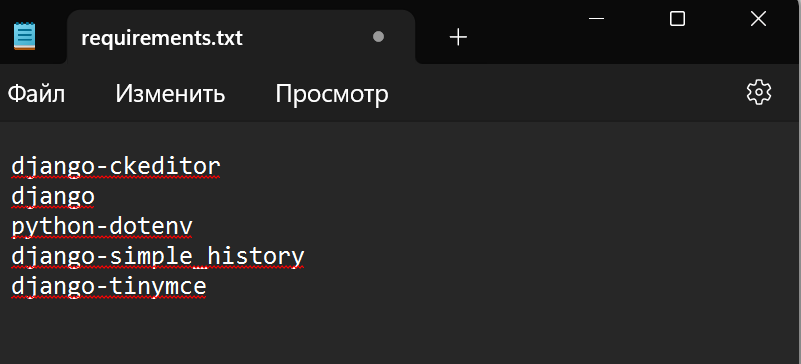 requirements.txt
Файл Изменить Просмотр
django-ckeditor
django
python-dotenv
django-simple_history
django-tinymce